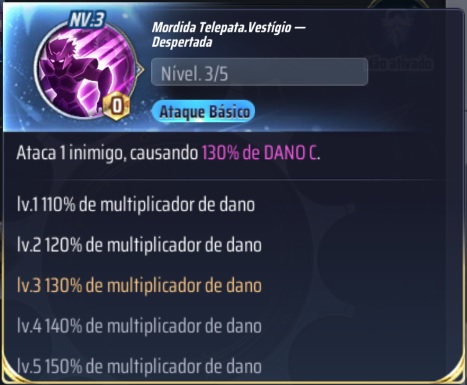 NV.3
Mordida Telepata.Vestígio —
Despertada
Nível. 3/5
0
Ataque Básico
Ataca 1 inimigo, causando 130% de DANO C.
lv.1 110% de multiplicador de dano
lv.2 120% de multiplicador de dano
lv.3 130% de multiplicador de dano
lv.4 140% de multiplicador de dano
lv.5 150% de multiplicador de dano